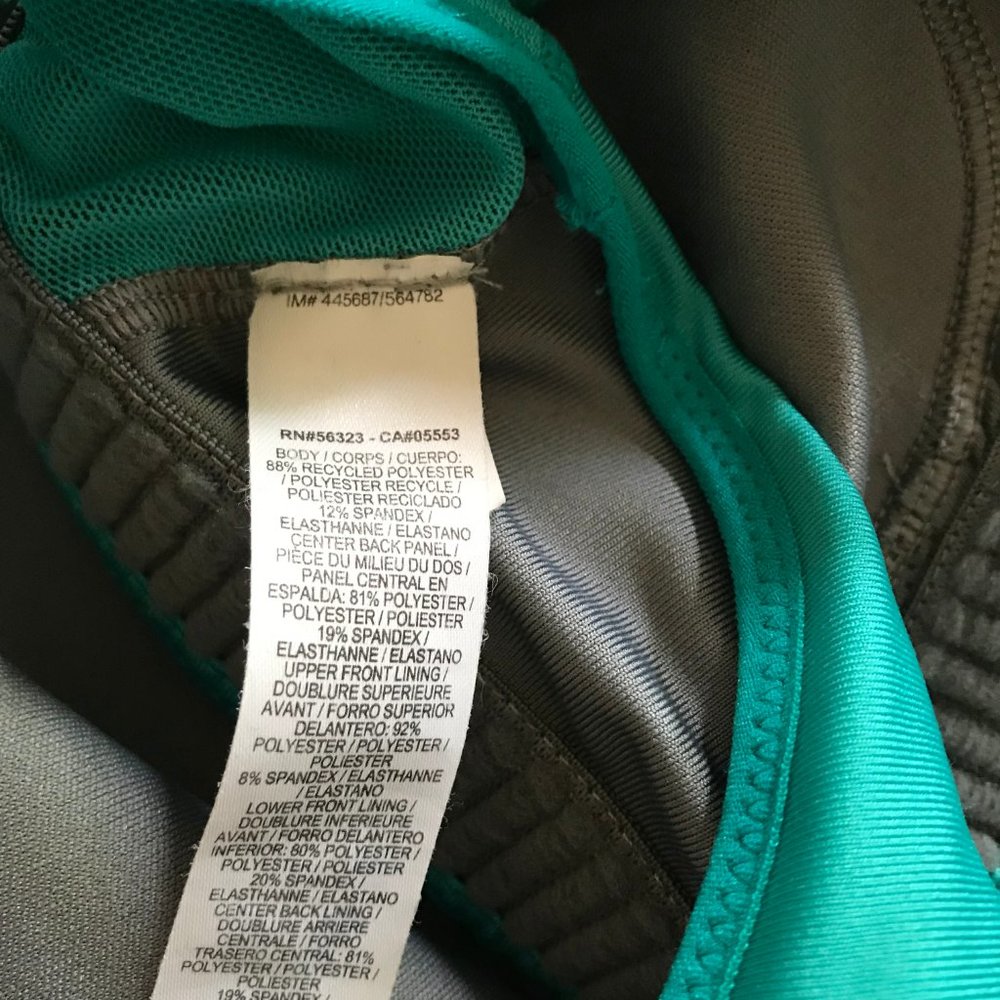 IM# 445687/564782
RN#56323 - CA#05553
BODY / CORPS / CUERPO:
88% RECYCLED POLYESTER
/ POLYESTER RECYCLE /
POLIESTER RECICLADO
12% SPANDEX /
ELASTHANNE / ELASTANO
CENTER BACK PANEL /
PIÈCE DU MILIEU DU DOS /
PANEL CENTRAL EN
ESPALDA: 81% POLYESTER /
POLYESTER / POLIESTER
19% SPANDEX /
ELASTHANNE / ELASTANO
UPPER FRONT LINING /
DOUBLURE SUPERIEURE
AVANT / FORRO SUPERIOR
DELANTERO: 92%
POLYESTER / POLYESTER /
POLIESTER
8% SPANDEX / ELASTHANNE
/ ELASTANO
LOWER FRONT LINING /
DOUBLURE INFERIEURE
AVANT / FORRO DELANTERO
INFERIOR: 80% POLYESTER /
POLYESTER / POLIESTER
20% SPANDEX /
ELASTHANNE / ELASTANO
CENTER BACK LINING /
DOUBLURE ARRIERE
CENTRALE / FORRO
TRASERO CENTRAL: 81%
POLYESTER / POLYESTER /
POLIESTER
19% SPANDEX /